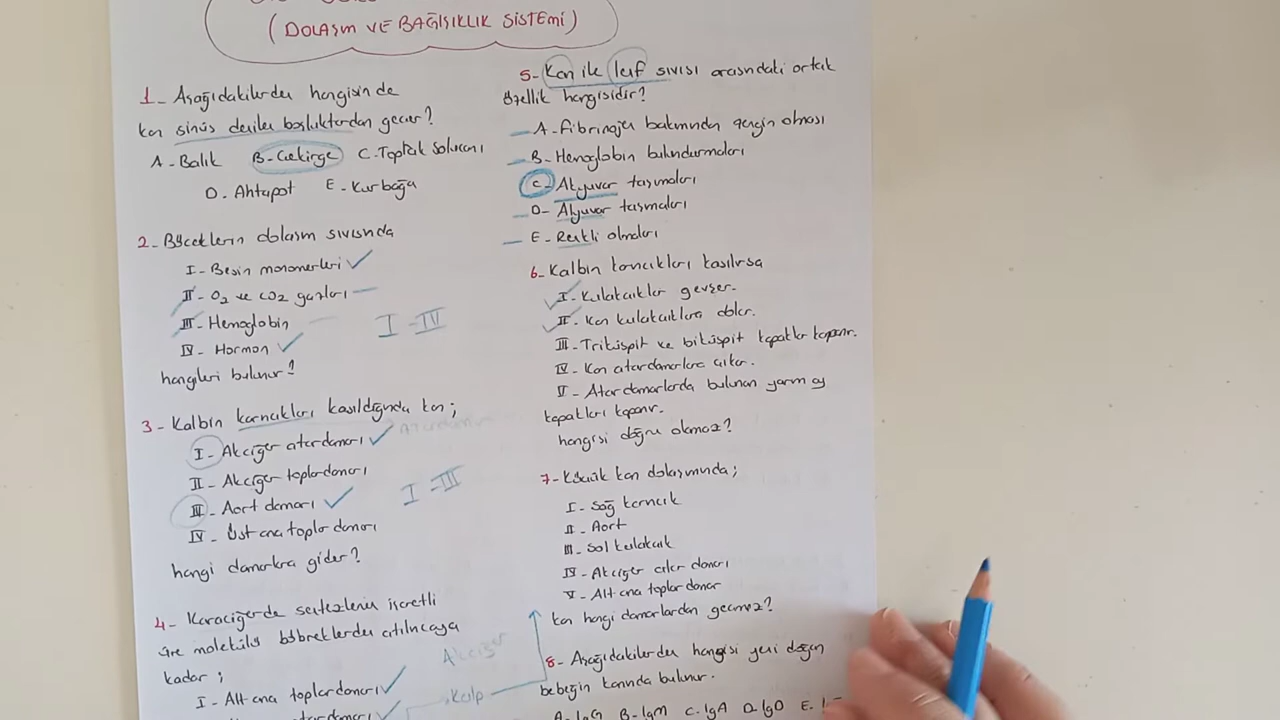 (DOLAŞIM VE BAĞIŞIKLIK SİSTEMİ)
1- Aşağıdakilerden hangisinde
kan sinüs denilen boşluklardan geçer?
A- Balık B- Çekirge C- Toprak solucanı
D. Ahtapot E- Kurbağa
2- Böceklerin dolaşım sıvısında
I- Besin monomerleri
II- O2 ve CO2 gazları
III- Hemoglobin
IV- Hormon
I-IV
hangileri bulunur?
3- Kalbin karıncıkları kasıldığında kan;
I- Akciğer atardamarı
II- Akciğer toplardamarı
III- Aort damarı
IV- Üst ana toplar damarı
I-III
hangi damarlara gider?
4- Karaciğerde sentezlenen işaretli
üre molekülü böbreklerden atılıncaya
kadar;
I- Alt ana toplardamarı
Akciğer
Kalp
5- Kan ile lenf sıvısı arasındaki ortak
özellik hangisidir?
A- Fibrinojen bakımından zengin olması
B- Hemoglobin bulundurmaları
C- Akyuvar taşımaları
D- Alyuvar taşımaları
E- Renkli olmaları
6- Kalbin karıncıkları kasılırsa
I- Kulakçıklar gevşer.
II- Kan kulakçıklara dolar.
III- Triküspit ve biküspit kapakları kapanır.
IV- Kan atardamarlara çıkar.
V- Atardamarlarda bulunan yarım ay
kapakları kapanır.
hangisi doğru olamaz?
7- Küçük kan dolaşımında;
I- Sağ karıncık
II- Aort
III- Sol kulakçık
IV- Akciğer atar damarı
V- Alt ana toplar damar
kan hangi damarlardan geçmez?
8- Aşağıdakilerden hangisi yeni doğan
bebeğin kanında bulunur.
A- IgG B- IgM C- IgA D. IgD E.